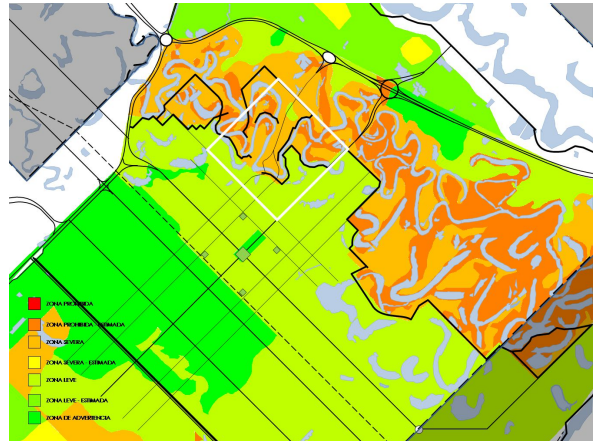 ZONA PROHIBIDA
ZONA PROHIBIDA - ESTIMADA
ZONA SEVERA
ZONA SEVERA - ESTIMADA
ZONA LEVE
ZONA LEVE - ESTIMADA
ZONA DE ADVERTENCIA